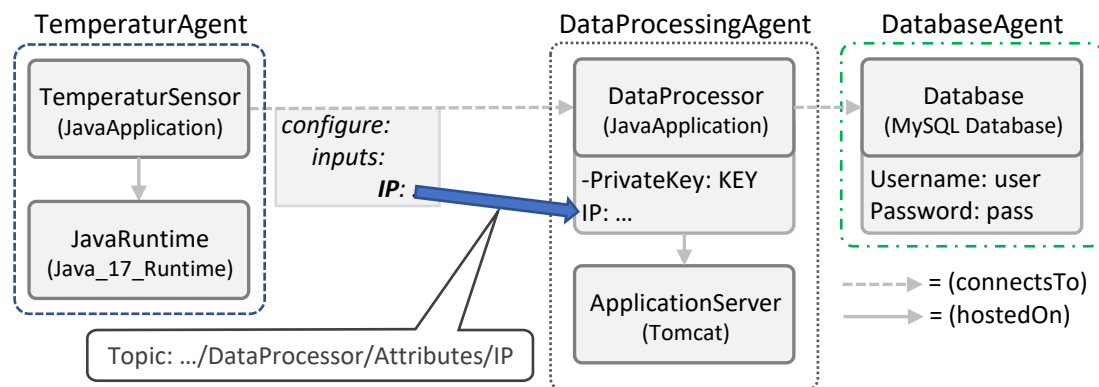 TemperaturAgent
TemperaturSensor
(JavaApplication)
JavaRuntime
(Java_17_Runtime)
configure:
inputs:
IP: .
Topic: .../DataProcessor/Attributes/IP
DataProcessingAgent
DataProcessor
(JavaApplication)
-PrivateKey: KEY
IP: ...
ApplicationServer
(Tomcat)
DatabaseAgent
Database
(MySQL Database)
Username: user
Password: pass
= (connectsTo)
= (hostedOn)